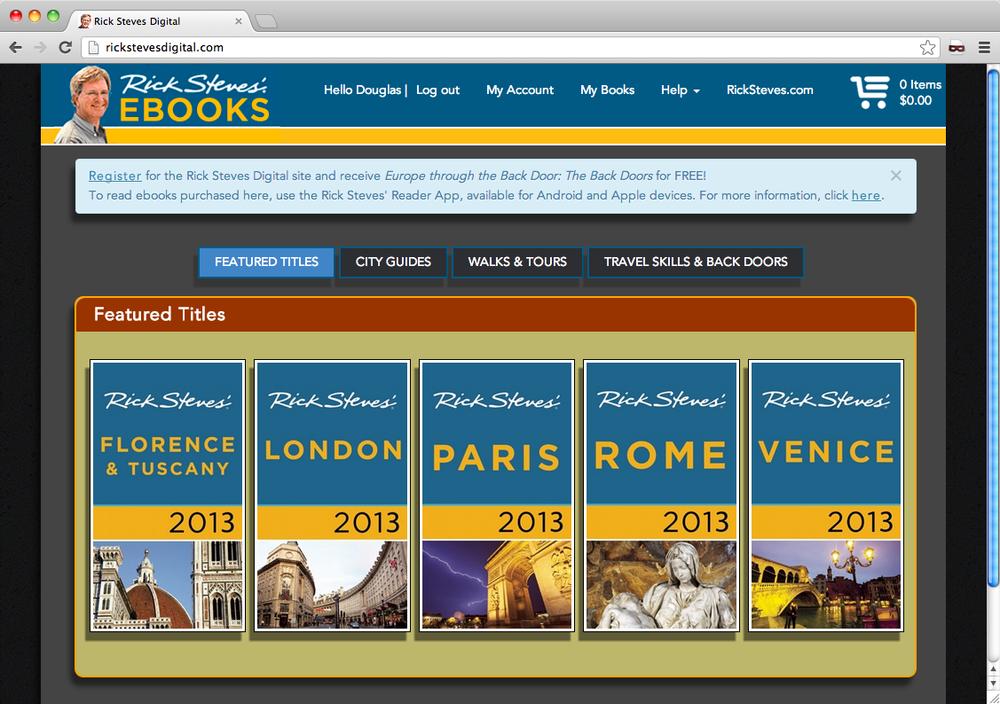 Rick Steves Digital
rickstevesdigital.com
Rick Steves'
EBOOKS
Hello Douglas | Log out My Account My Books Help RickSteves.com
0 Items
$0.00
Register for the Rick Steves Digital site and receive Europe through the Back Door: The Back Doors for FREE!
To read ebooks purchased here, use the Rick Steves' Reader App, available for Android and Apple devices. For more information, click here.
FEATURED TITLES CITY GUIDES WALKS & TOURS TRAVEL SKILLS & BACK DOORS
Featured Titles
Rick Steves'
FLORENCE
& TUSCANY
2013
Rick Steves'
LONDON
2013
Rick Steves'
PARIS
2013
Rick Steves'
ROME
2013
Rick Steves'
VENICE
2013